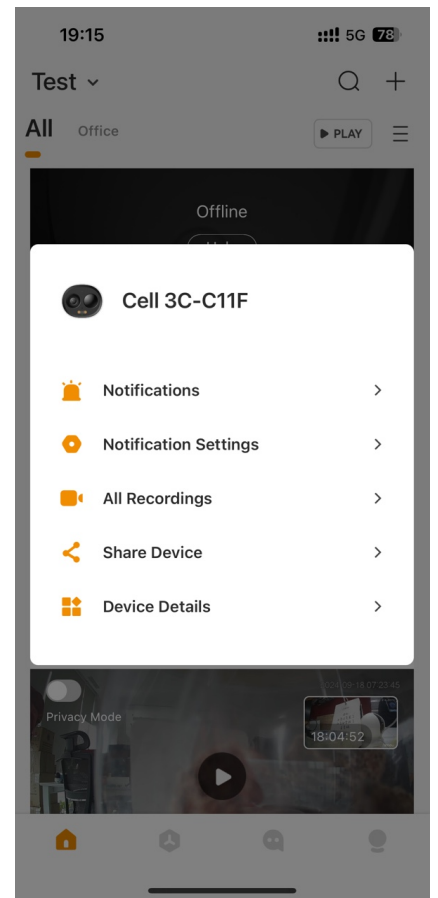 19:15 5G 78
Test
All Office PLAY
Offline
Cell 3C-C11F
Notifications
Notification Settings
All Recordings
Share Device
Device Details
Privacy Mode
18:04:52